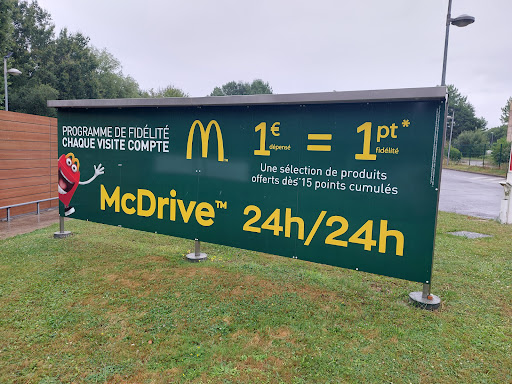 PROGRAMME DE FIDÉLITÉ
CHAQUE VISITE COMPTE
1€ dépensé = 1pt* fidélité
Une sélection de produits
offerts dès 15 points cumulés
McDrive™ 24h/24h